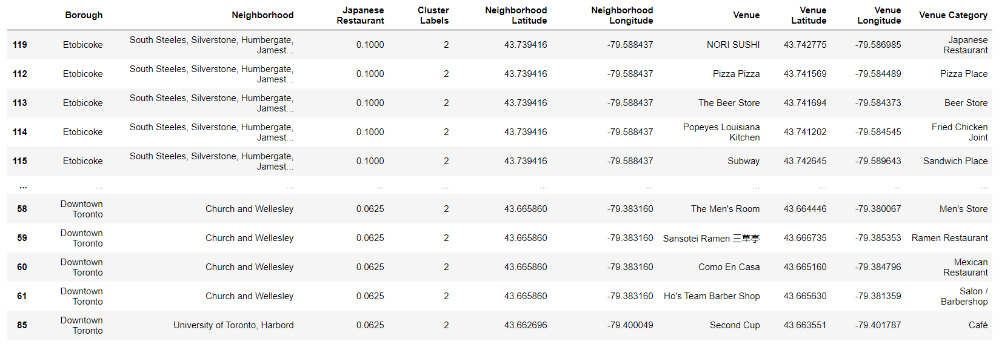 Borough Neighborhood Japanese Restaurant Cluster Labels Neighborhood Latitude Neighborhood Longitude Venue Venue Latitude Venue Longitude Venue Category
119 Etobicoke South Steeles, Silverstone, Humbergate, Jamest... 0.1000 2 43.739416 -79.588437 NORI SUSHI 43.742775 -79.586985 Japanese Restaurant
112 Etobicoke South Steeles, Silverstone, Humbergate, Jamest... 0.1000 2 43.739416 -79.588437 Pizza Pizza 43.741569 -79.584489 Pizza Place
113 Etobicoke South Steeles, Silverstone, Humbergate, Jamest... 0.1000 2 43.739416 -79.588437 The Beer Store 43.741694 -79.584373 Beer Store
114 Etobicoke South Steeles, Silverstone, Humbergate, Jamest... 0.1000 2 43.739416 -79.588437 Popeyes Louisiana Kitchen 43.741202 -79.584545 Fried Chicken Joint
115 Etobicoke South Steeles, Silverstone, Humbergate, Jamest... 0.1000 2 43.739416 -79.588437 Subway 43.742645 -79.589643 Sandwich Place
... ... ... ... ... ... ... ... ... ... ...
58 Downtown Toronto Church and Wellesley 0.0625 2 43.665860 -79.383160 The Men's Room 43.664446 -79.380067 Men's Store
59 Downtown Toronto Church and Wellesley 0.0625 2 43.665860 -79.383160 Sansotei Ramen 三草亭 43.666735 -79.385353 Ramen Restaurant
60 Downtown Toronto Church and Wellesley 0.0625 2 43.665860 -79.383160 Como En Casa 43.665160 -79.384796 Mexican Restaurant
61 Downtown Toronto Church and Wellesley 0.0625 2 43.665860 -79.383160 Ho's Team Barber Shop 43.665630 -79.381359 Salon / Barbershop
85 Downtown Toronto University of Toronto, Harbord 0.0625 2 43.662696 -79.400049 Second Cup 43.663551 -79.401787 Café